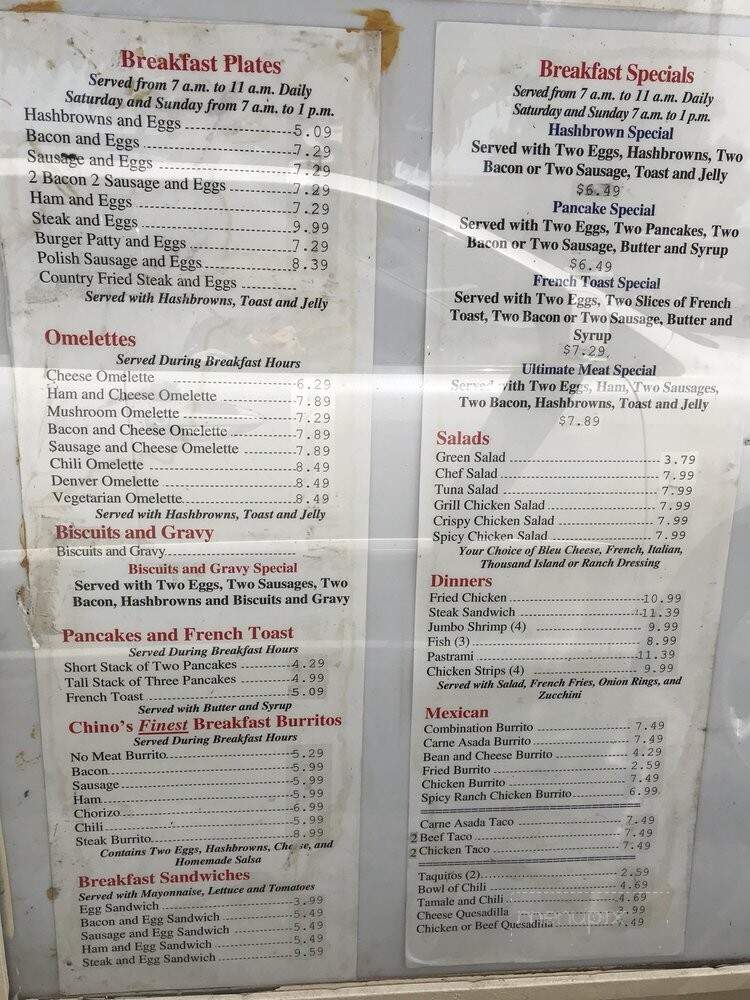 Breakfast Plates
Served from 7 a.m. to 11 a.m. Daily
Saturday and Sunday from 7 a.m. to 1 p.m.
Hashbrowns and Eggs 5.09
Bacon and Eggs 7.29
Sausage and Eggs 7.29
2 Bacon 2 Sausage and Eggs 7.29
Ham and Eggs 7.29
Steak and Eggs 9.99
Burger Patty and Eggs 7.29
Polish Sausage and Eggs 8.39
Country Fried Steak and Eggs
Served with Hashbrowns, Toast and Jelly
Omelettes
Served During Breakfast Hours
Cheese Omelette 6.29
Ham and Cheese Omelette 7.89
Mushroom Omelette 7.29
Bacon and Cheese Omelette 7.89
Sausage and Cheese Omelette 7.89
Chili Omelette 8.49
Denver Omelette 8.49
Vegetarian Omelette 8.49
Served with Hashbrowns, Toast and Jelly
Biscuits and Gravy
Biscuits and Gravy
Biscuits and Gravy Special
Served with Two Eggs, Two Sausages, Two
Bacon, Hashbrowns and Biscuits and Gravy
Pancakes and French Toast
Served During Breakfast Hours
Short Stack of Two Pancakes 4.29
Tall Stack of Three Pancakes 4.99
French Toast 5.09
Served with Butter and Syrup
Chino's Finest Breakfast Burritos
Served During Breakfast Hours
No Meat Burrito 5.29
Bacon 5.99
Sausage 5.99
Ham 5.99
Chorizo 6.99
Chili 5.99
Steak Burrito 8.99
Contains Two Eggs, Hashbrowns, Cheese, and
Homemade Salsa
Breakfast Sandwiches
Served with Mayonnaise, Lettuce and Tomatoes
Egg Sandwich 3.99
Bacon and Egg Sandwich 5.49
Sausage and Egg Sandwich 5.49
Ham and Egg Sandwich 5.49
Steak and Egg Sandwich 9.59
Breakfast Specials
Served from 7 a.m. to 11 a.m. Daily
Saturday and Sunday 7 a.m. to 1 p.m.
Hashbrown Special
Served with Two Eggs, Hashbrowns, Two
Bacon or Two Sausage, Toast and Jelly
$6.49
Pancake Special
Served with Two Eggs, Two Pancakes, Two
Bacon or Two Sausage, Butter and Syrup
$6.49
French Toast Special
Served with Two Eggs, Two Slices of French
Toast, Two Bacon or Two Sausage, Butter and
Syrup
$7.29
Ultimate Meat Special
Served with Two Eggs, Ham, Two Sausages,
Two Bacon, Hashbrowns, Toast and Jelly
$7.89
Salads
Green Salad 3.79
Chef Salad 7.99
Tuna Salad 7.99
Grill Chicken Salad 7.99
Crispy Chicken Salad 7.99
Spicy Chicken Salad 7.99
Your Choice of Bleu Cheese, French, Italian,
Thousand Island or Ranch Dressing
Dinners
Fried Chicken 10.99
Steak Sandwich 11.39
Jumbo Shrimp (4) 9.99
Fish (3) 8.99
Pastrami 11.39
Chicken Strips (4) 9.99
Served with Salad, French Fries, Onion Rings, and
Zucchini
Mexican
Combination Burrito 7.49
Carne Asada Burrito 7.49
Bean and Cheese Burrito 4.29
Fried Burrito 2.59
Chicken Burrito 7.49
Spicy Ranch Chicken Burrito 6.99
Carne Asada Taco 7.49
2 Beef Taco 7.49
2 Chicken Taco 7.49
Taquitos (2) 2.59
Bowl of Chili 4.69
Tamale and Chili 4.69
Cheese Quesadilla .99
Chicken or Beef Quesadilla .49
menupix